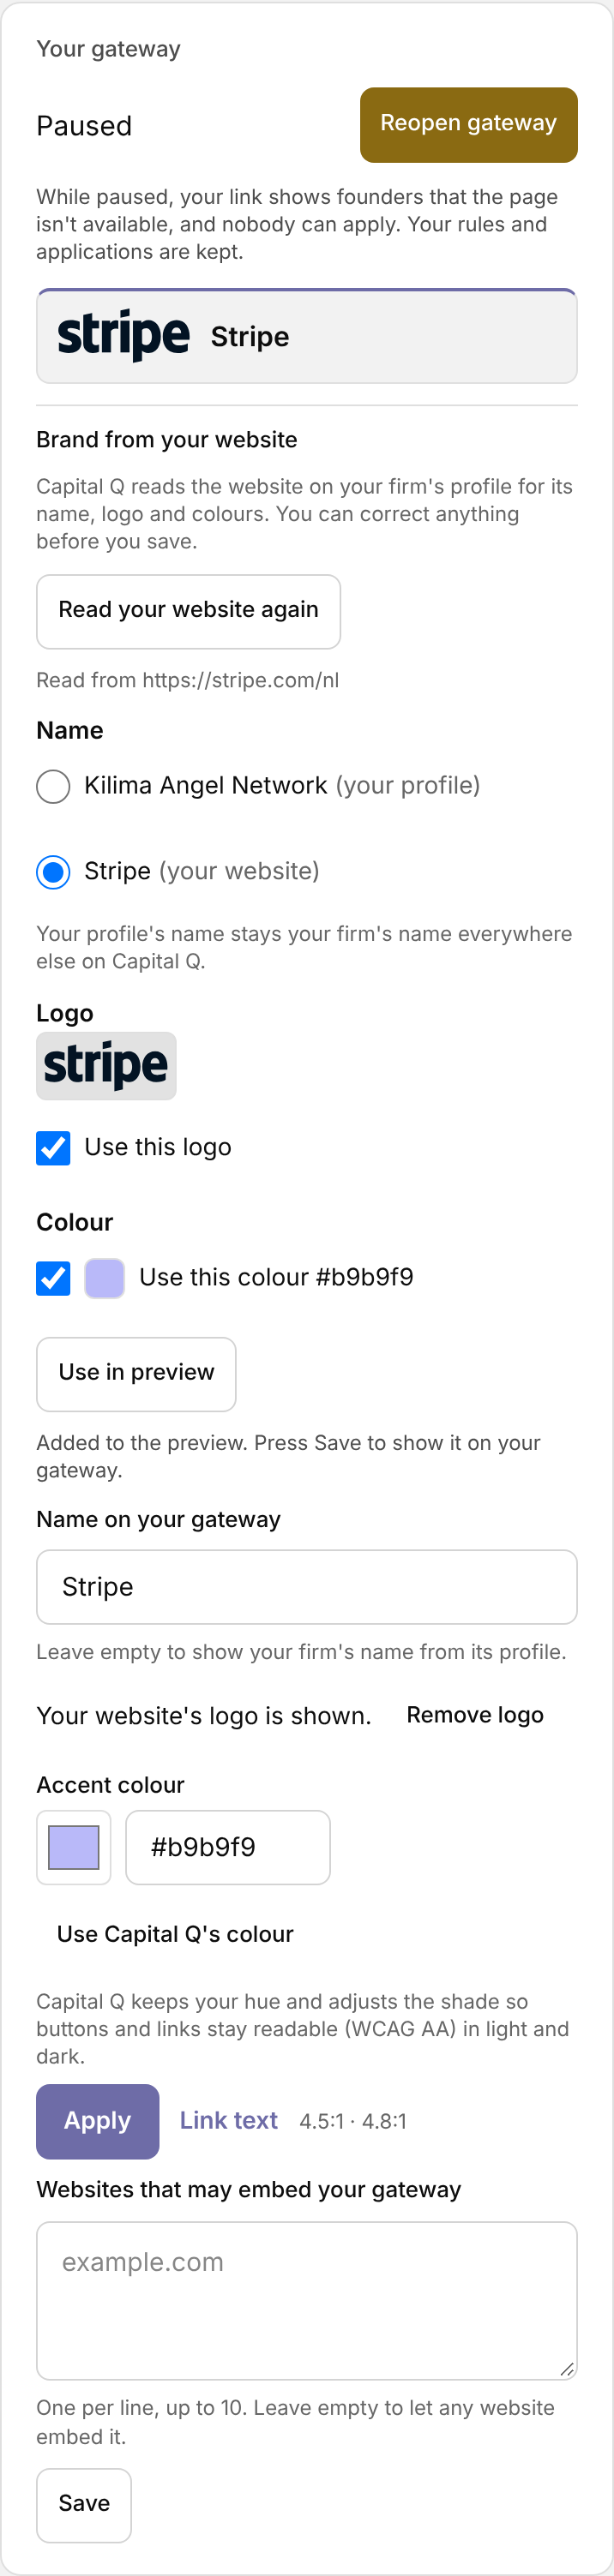 Your gateway
Paused
Reopen gateway
While paused, your link shows founders that the page
isn't available, and nobody can apply. Your rules and
applications are kept.
stripe Stripe
Brand from your website
Capital Q reads the website on your firm's profile for its
name, logo and colours. You can correct anything
before you save.
Read your website again
Read from https://stripe.com/nl
Name
Kilima Angel Network (your profile)
Stripe (your website)
Your profile's name stays your firm's name everywhere
else on Capital Q.
Logo
stripe
Use this logo
Colour
Use this colour #b9b9f9
Use in preview
Added to the preview. Press Save to show it on your
gateway.
Name on your gateway
Stripe
Leave empty to show your firm's name from its profile.
Your website's logo is shown. Remove logo
Accent colour
#b9b9f9
Use Capital Q's colour
Capital Q keeps your hue and adjusts the shade so
buttons and links stay readable (WCAG AA) in light and
dark.
Apply Link text 4.5:1 · 4.8:1
Websites that may embed your gateway
example.com
One per line, up to 10. Leave empty to let any website
embed it.
Save